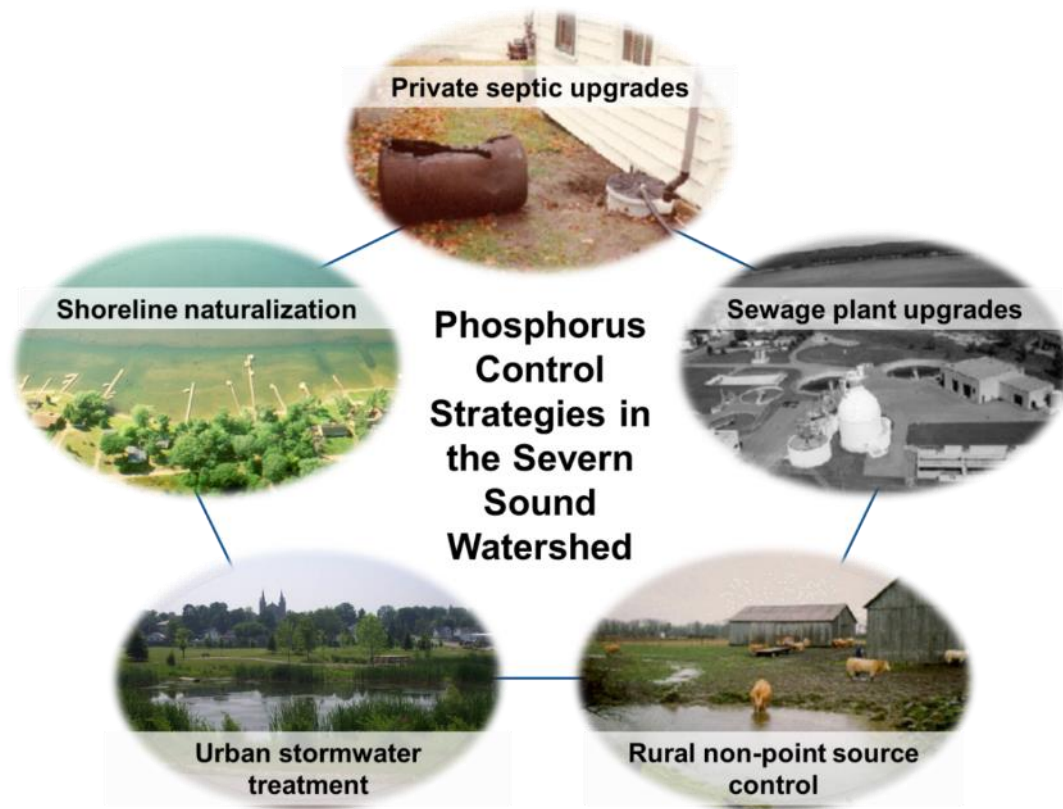 Private septic upgrades
Shoreline naturalization
Sewage plant upgrades
Phosphorus
Control
Strategies in
the Severn
Sound
Watershed
Urban stormwater
treatment
Rural non-point source
control